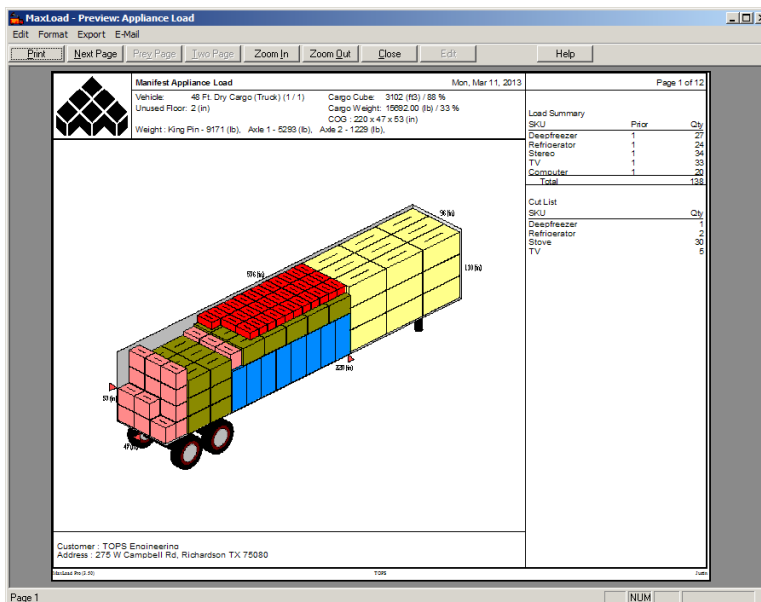 MaxLoad - Preview: Appliance Load
Edit Format Export E-Mail
Print Next Page Prev Page Two Page Zoom In Zoom Out Close Edit Help
Manifest Appliance Load Mon, Mar 11, 2013 Page 1 of 12
Vehicle: 48 Ft. Dry Cargo (Truck) (1 / 1) Cargo Cube: 3102 (ft3) / 88 %
Unused Floor: 2 (in) Cargo Weight: 15692.00 (lb) / 33 %
COG : 220 x 47 x 53 (in)
Weight : King Pin - 9171 (lb), Axle 1 - 5293 (lb), Axle 2 - 1229 (lb),
Load Summary
SKU Prior Qty
Deepfreezer 1 27
Refrigerator 1 24
Stereo 1 34
TV 1 33
Computer 1 20
Total 138
Cut List
SKU Qty
Deepfreezer 1
Refrigerator 2
Stove 30
TV 5
96 (in)
576 (in)
110 (in)
220 (in)
53 (in)
47 (in)
Customer : TOPS Engineering
Address : 275 W Campbell Rd, Richardson TX 75080
MaxLoad Pro (3.50) TOPS Justin
Page 1 NUM